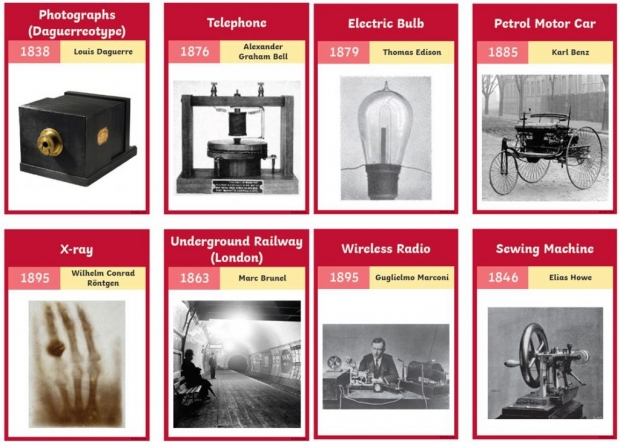 Photographs
(Daguerreotype)
1838
Louis Daguerre
Telephone
1876
Alexander
Graham Bell
Electric Bulb
1879
Thomas Edison
Petrol Motor Car
1885
Karl Benz
X-ray
1895
Wilhelm Conrad
Röntgen
Underground Railway
(London)
1863
Marc Brunel
Wireless Radio
1895
Guglielmo Marconi
Sewing Machine
1846
Elias Howe